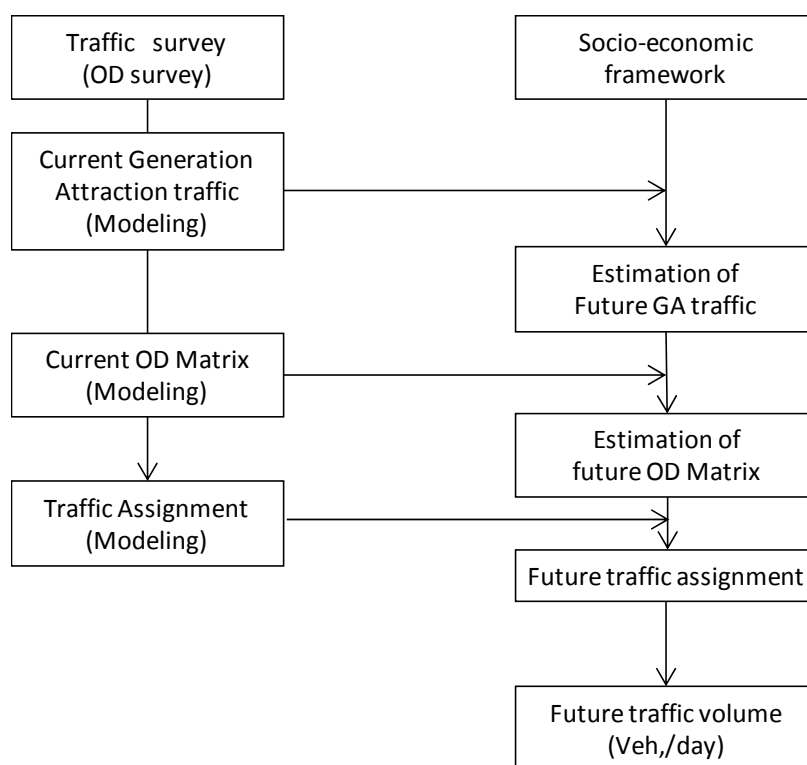 Traffic survey
(OD survey)
Current Generation
Attraction traffic
(Modeling)
Current OD Matrix
(Modeling)
Traffic Assignment
(Modeling)
Socio-economic
framework
Estimation of
Future GA traffic
Estimation of
future OD Matrix
Future traffic assignment
Future traffic volume
(Veh,/day)